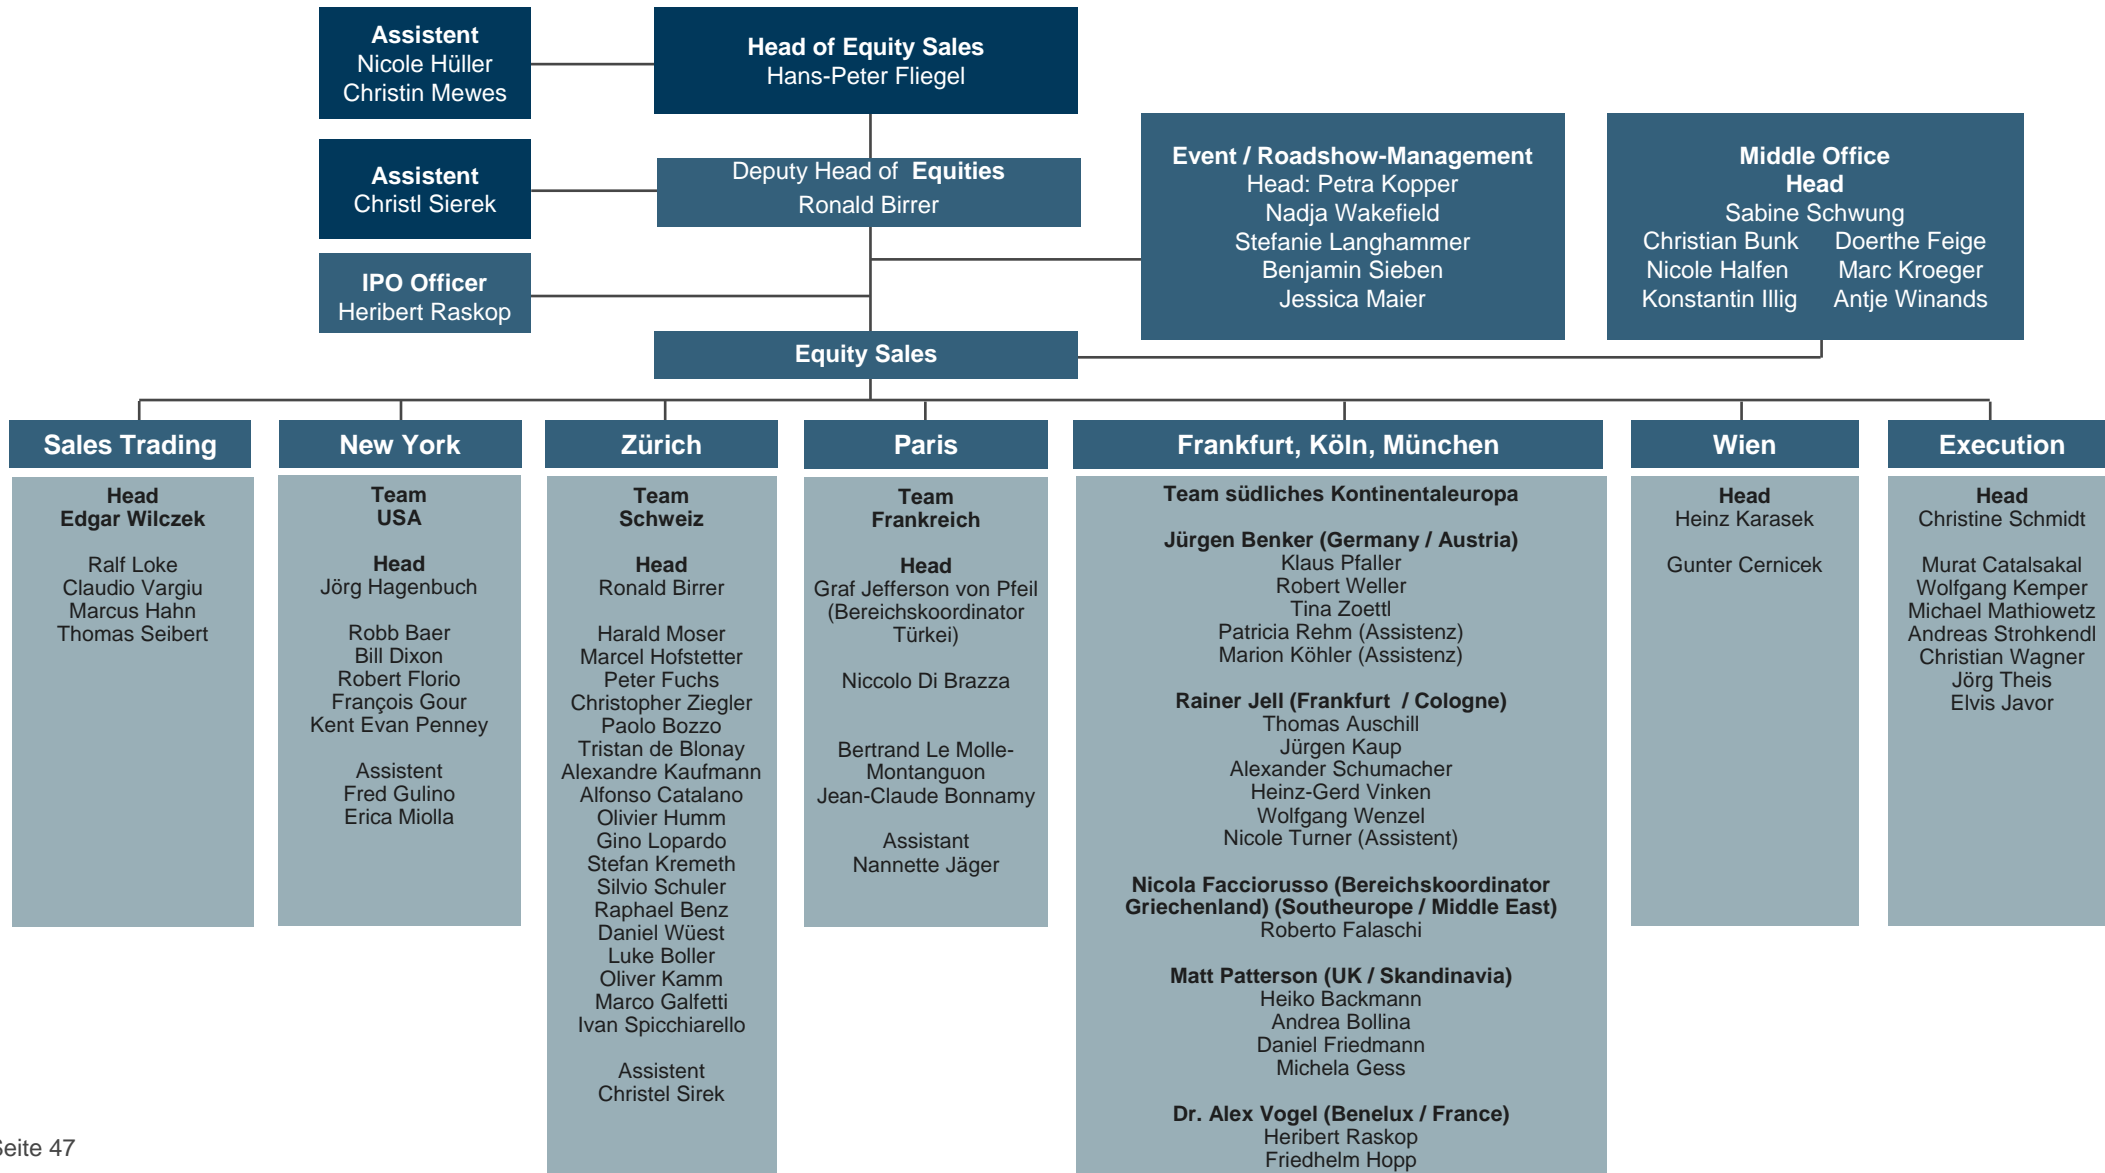 Assistent
Nicole Hüller
Christin Mewes
Head of Equity Sales
Hans-Peter Fliegel
Assistent
Christl Sierek
Deputy Head of Equities
Ronald Birrer
IPO Officer
Heribert Raskop
Event / Roadshow-Management
Head: Petra Kopper
Nadja Wakefield
Stefanie Langhammer
Benjamin Sieben
Jessica Maier
Middle Office
Head
Sabine Schwung
Christian Bunk Doerthe Feige
Nicole Halfen Marc Kroeger
Konstantin Illig Antje Winands
Equity Sales
Sales Trading
Head
Edgar Wilczek
Ralf Loke
Claudio Vargiu
Marcus Hahn
Thomas Seibert
New York
Team
USA
Head
Jörg Hagenbuch
Robb Baer
Bill Dixon
Robert Florio
François Gour
Kent Evan Penney
Assistent
Fred Gulino
Erica Miolla
Zürich
Team
Schweiz
Head
Ronald Birrer
Harald Moser
Marcel Hofstetter
Peter Fuchs
Christopher Ziegler
Paolo Bozzo
Tristan de Blonay
Alexandre Kaufmann
Alfonso Catalano
Olivier Humm
Gino Lopardo
Stefan Kremeth
Silvio Schuler
Raphael Benz
Daniel Wüest
Luke Boller
Oliver Kamm
Marco Galfetti
Ivan Spicchiarello
Assistent
Christel Sirek
Paris
Team
Frankreich
Head
Graf Jefferson von Pfeil
(Bereichskoordinator
Türkei)
Niccolo Di Brazza
Bertrand Le Molle-
Montanguon
Jean-Claude Bonnamy
Assistant
Nannette Jäger
Frankfurt, Köln, München
Team südliches Kontinentaleuropa
Jürgen Benker (Germany / Austria)
Klaus Pfaller
Robert Weller
Tina Zoettl
Patricia Rehm (Assistenz)
Marion Köhler (Assistenz)
Rainer Jell (Frankfurt / Cologne)
Thomas Auschill
Jürgen Kaup
Alexander Schumacher
Heinz-Gerd Vinken
Wolfgang Wenzel
Nicole Turner (Assistent)
Nicola Facciorusso (Bereichskoordinator
Griechenland) (Southeurope / Middle East)
Roberto Falaschi
Matt Patterson (UK / Skandinavia)
Heiko Backmann
Andrea Bollina
Daniel Friedmann
Michela Gess
Dr. Alex Vogel (Benelux / France)
Heribert Raskop
Friedhelm Hopp
Wien
Head
Heinz Karasek
Gunter Cernicek
Execution
Head
Christine Schmidt
Murat Catalsakal
Wolfgang Kemper
Michael Mathiowetz
Andreas Strohkendl
Christian Wagner
Jörg Theis
Elvis Javor
Seite 47